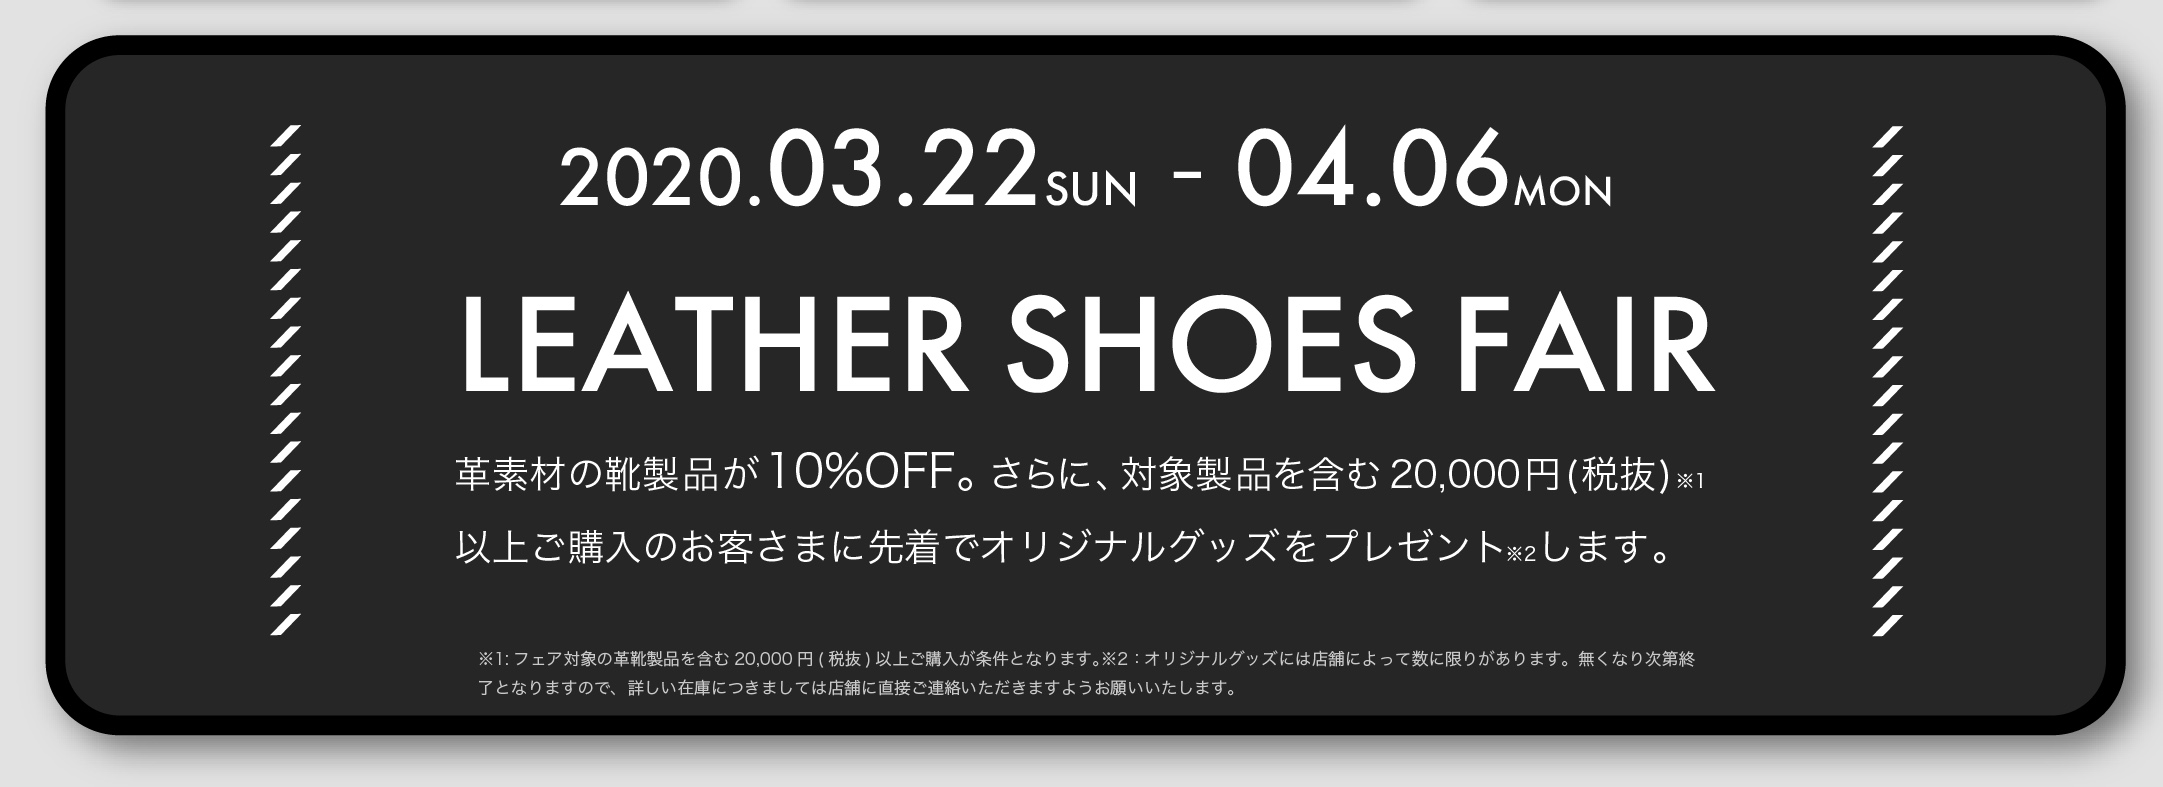 2020.03.22SUN - 04.06MON
LEATHER SHOES FAIR
革素材の靴製品が10%OFF。さらに、対象製品を含む20,000円(税抜)※1
以上ご購入のお客さまに先着でオリジナルグッズをプレゼント※2します。
※1: フェア対象の革靴製品を含む 20,000 円 ( 税抜 ) 以上ご購入が条件となります。※2：オリジナルグッズには店舗によって数に限りがあります。無くなり次第終
了となりますので、詳しい在庫につきましては店舗に直接ご連絡いただきますようお願いいたします。